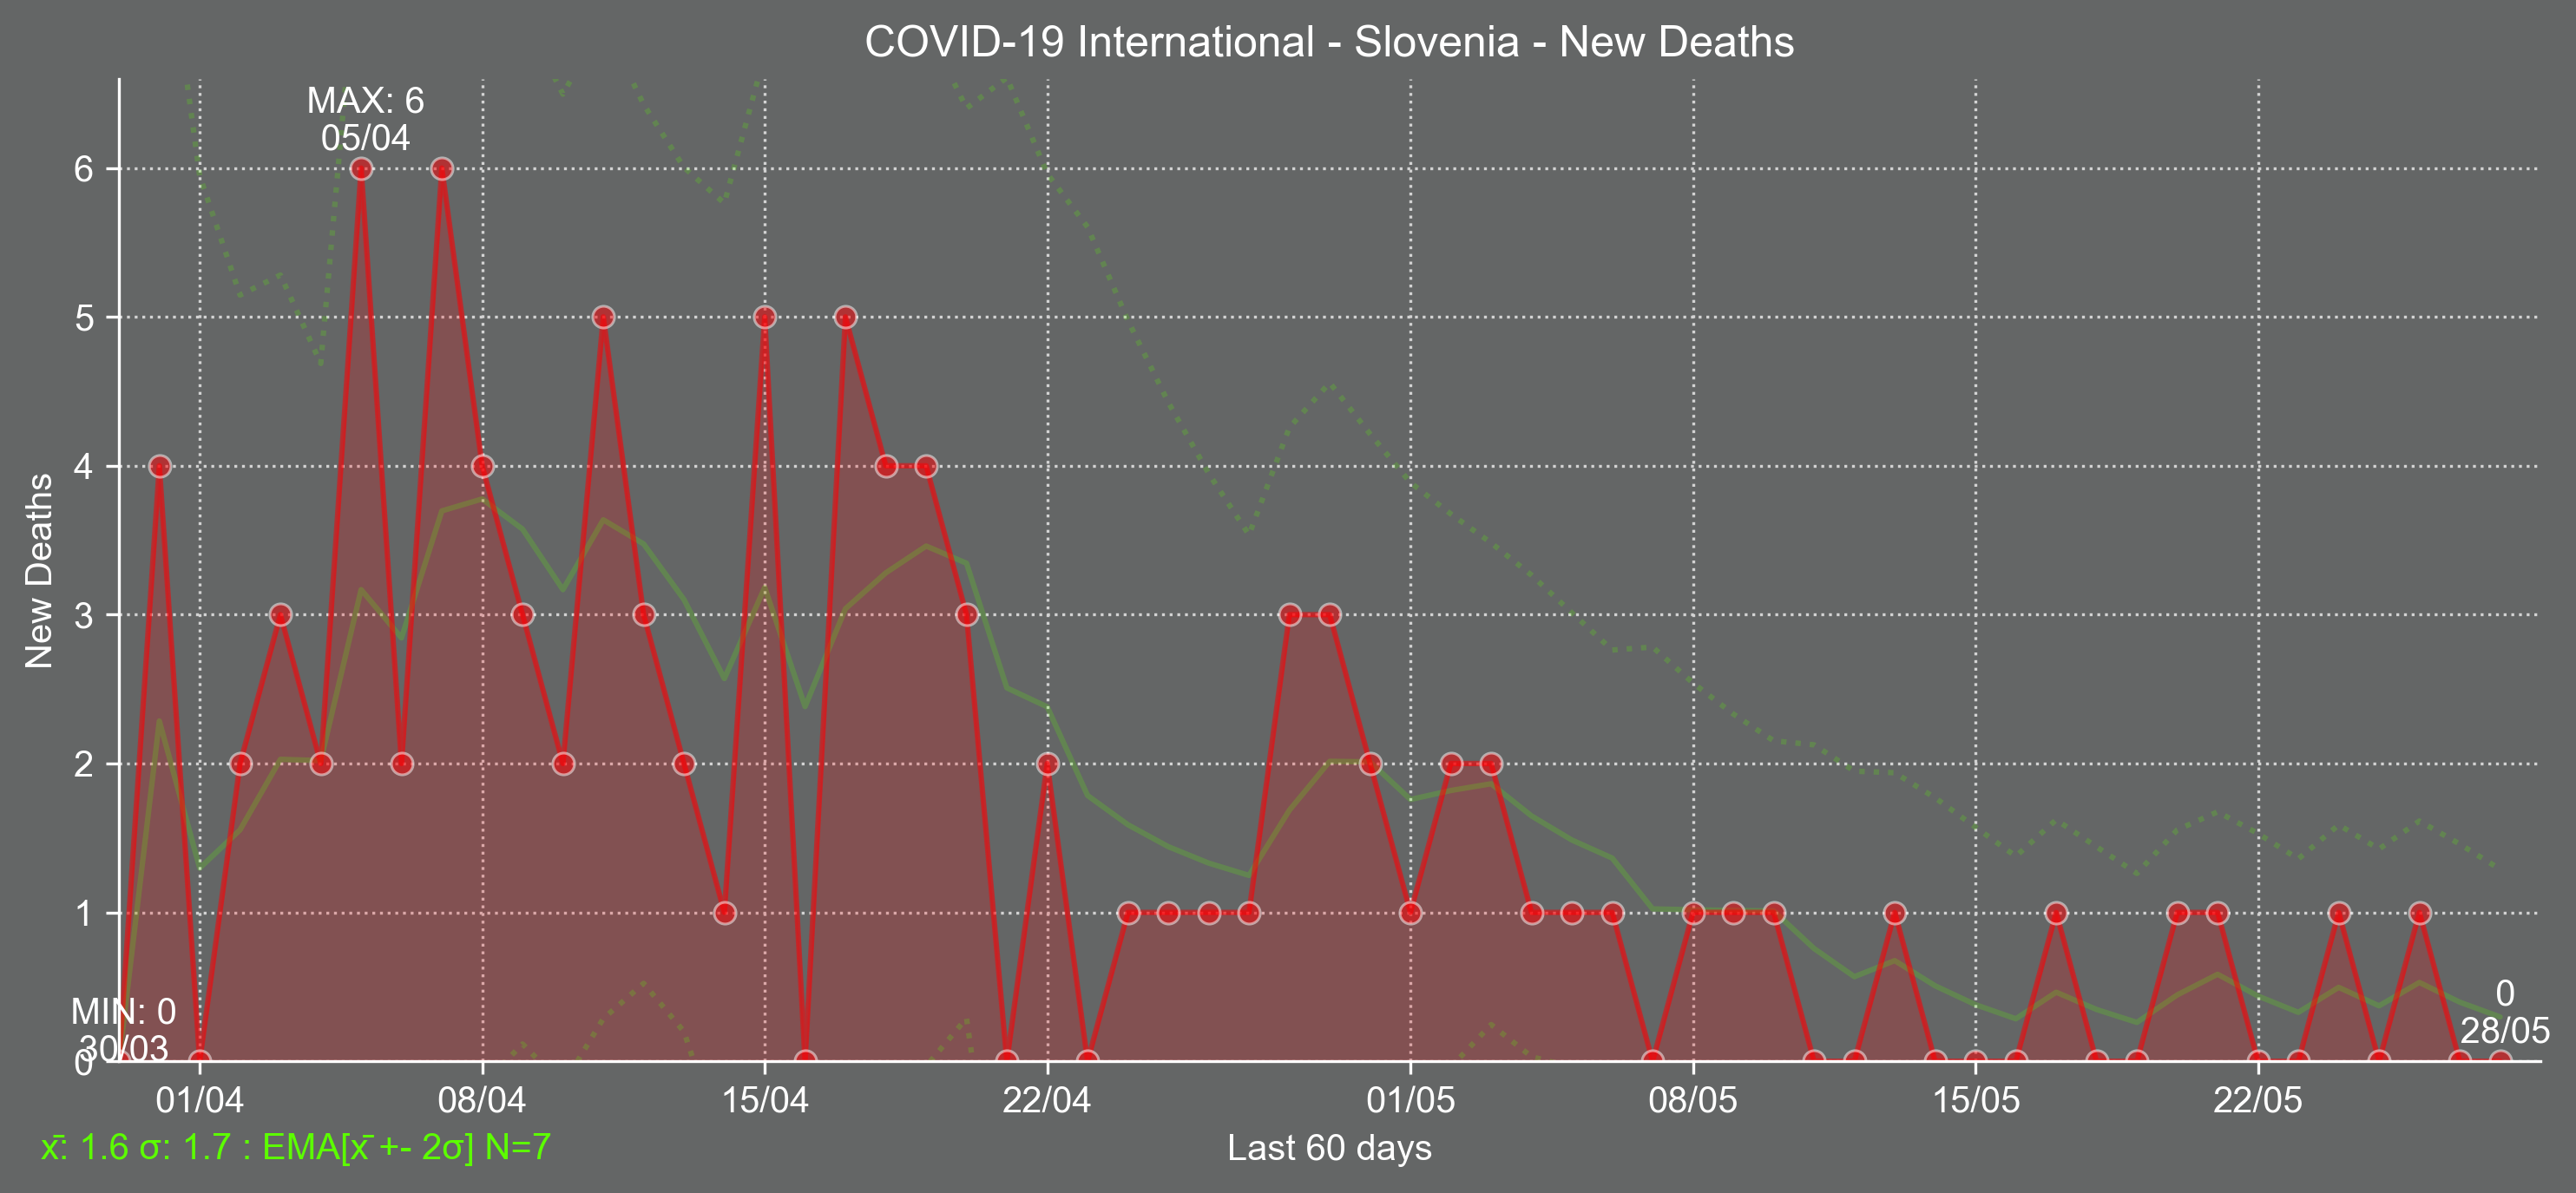 COVID-19 International - Slovenia - New Deaths
MAX: 6
05/04
6
5
4
3
2
1
0
New Deaths
MIN: 0
30/03
0
28/05
01/04 08/04 15/04 22/04 01/05 08/05 15/05 22/05
x̄: 1.6 σ: 1.7 : EMA[x̄ +- 2σ] N=7
Last 60 days